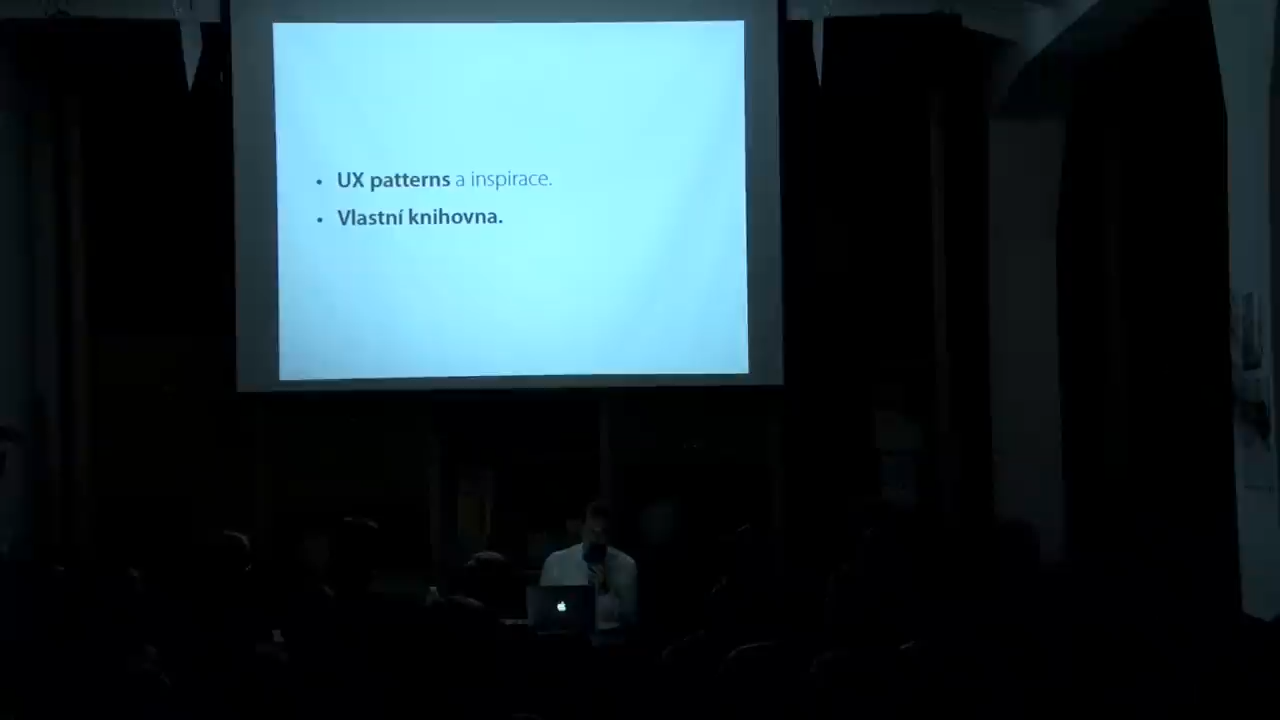 • UX patterns a inspirace.
• Vlastní knihovna.